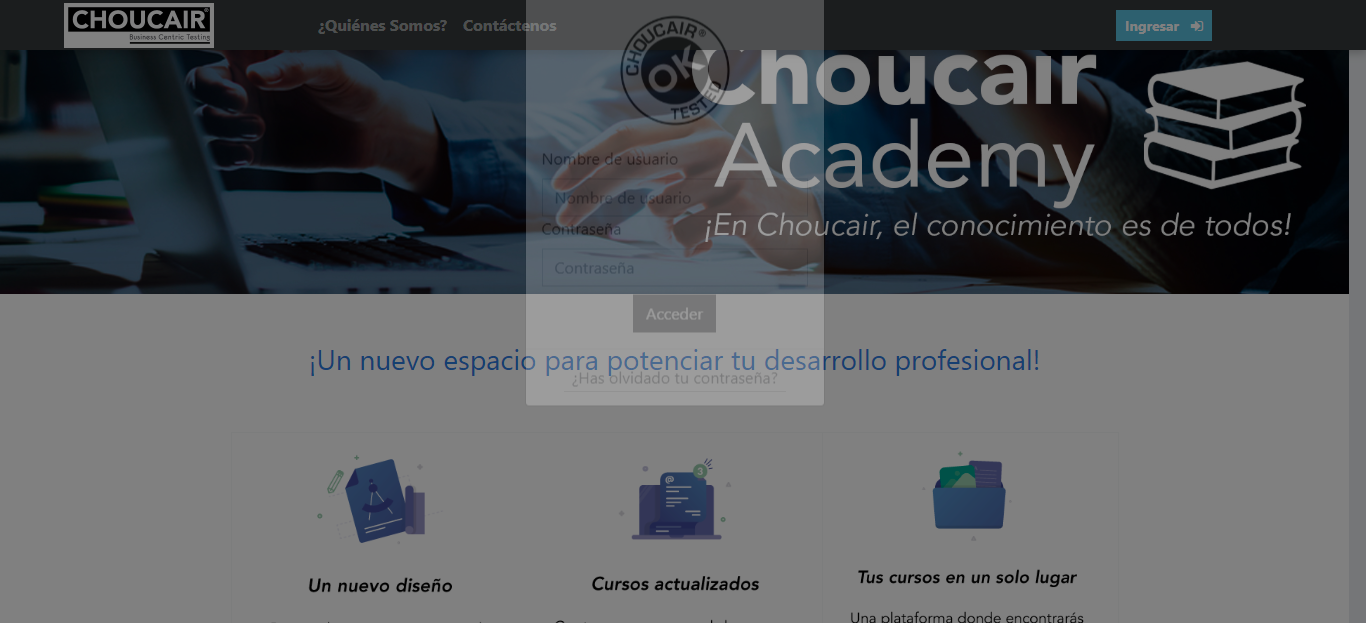 CHOUCAIR®
Business Centric Testing
¿Quiénes Somos?
Contáctenos
Ingresar
CHOUCAIR®
OK
TESTED
Choucair
Academy
¡En Choucair, el conocimiento es de todos!
Nombre de usuario
Nombre de usuario
Contraseña
Contraseña
Acceder
¡Un nuevo espacio para potenciar tu desarrollo profesional!
¿Has olvidado tu contraseña?
3
@
Un nuevo diseño
Cursos actualizados
Tus cursos en un solo lugar
Una plataforma donde encontrarás